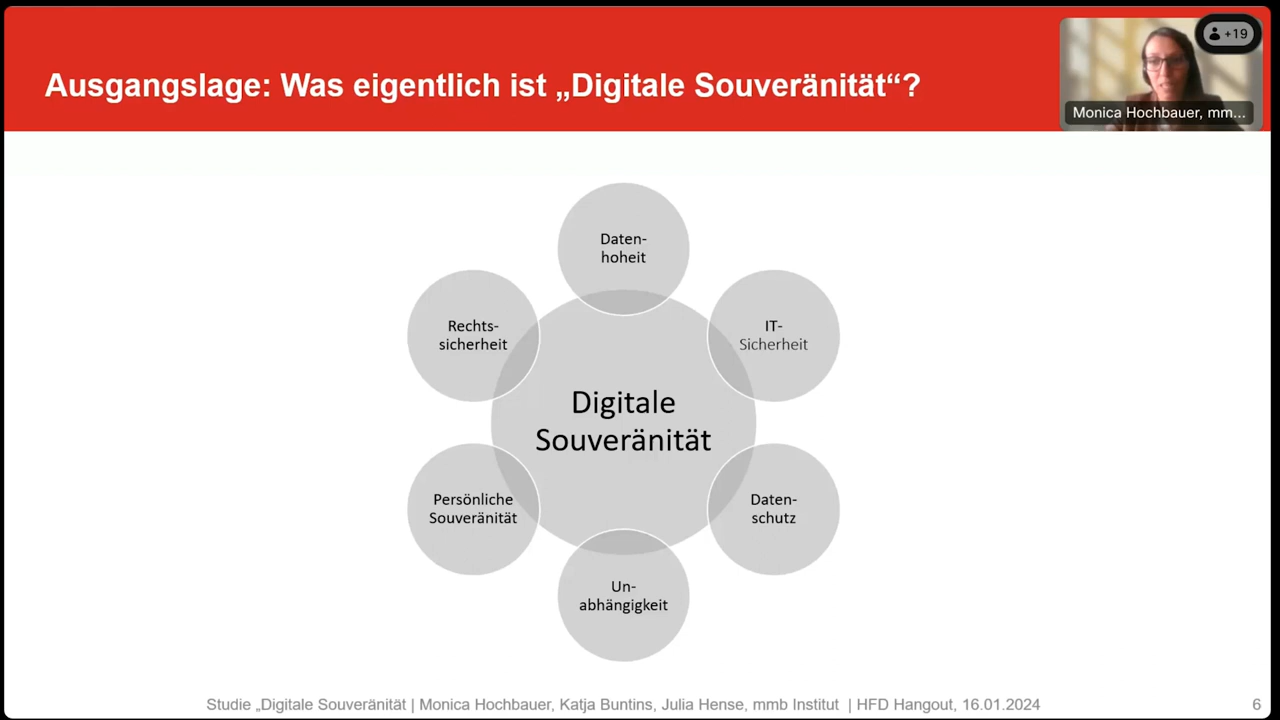 Ausgangslage: Was eigentlich ist „Digitale Souveränität“?
+19
Monica Hochbauer, mm...
Daten-
hoheit
Rechts-
sicherheit
IT-
Sicherheit
Digitale
Souveränität
Persönliche
Souveränität
Daten-
schutz
Un-
abhängigkeit
Studie „Digitale Souveränität | Monica Hochbauer, Katja Buntins, Julia Hense, mmb Institut | HFD Hangout, 16.01.2024
6